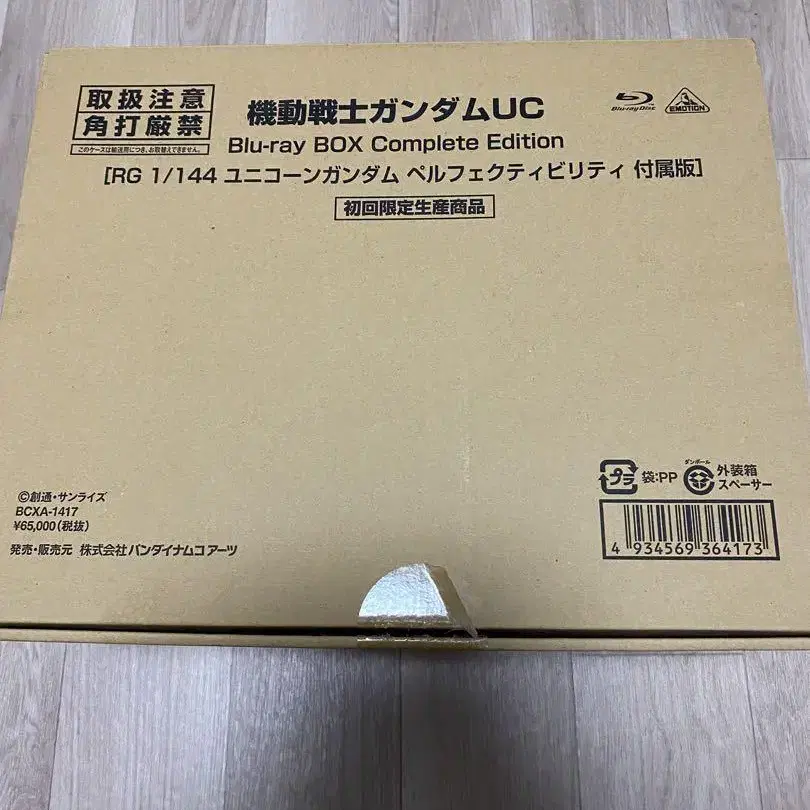 取扱注意
角打厳禁
このケースは輸送用につき、お取替えできません。
機動戦士ガンダムUC
Blu-ray BOX Complete Edition
[RG 1/144 ユニコーンガンダム ペルフェクティビリティ 付属版]
初回限定生産商品
Blu-ray Disc
EMOTION
©創通・サンライズ
BCXA-1417
¥65,000(税抜)
発売・販売元 株式会社バンダイナムコアーツ
プラ
袋:PP
ダンボール
外装箱
スペーサー
4 934569 364173